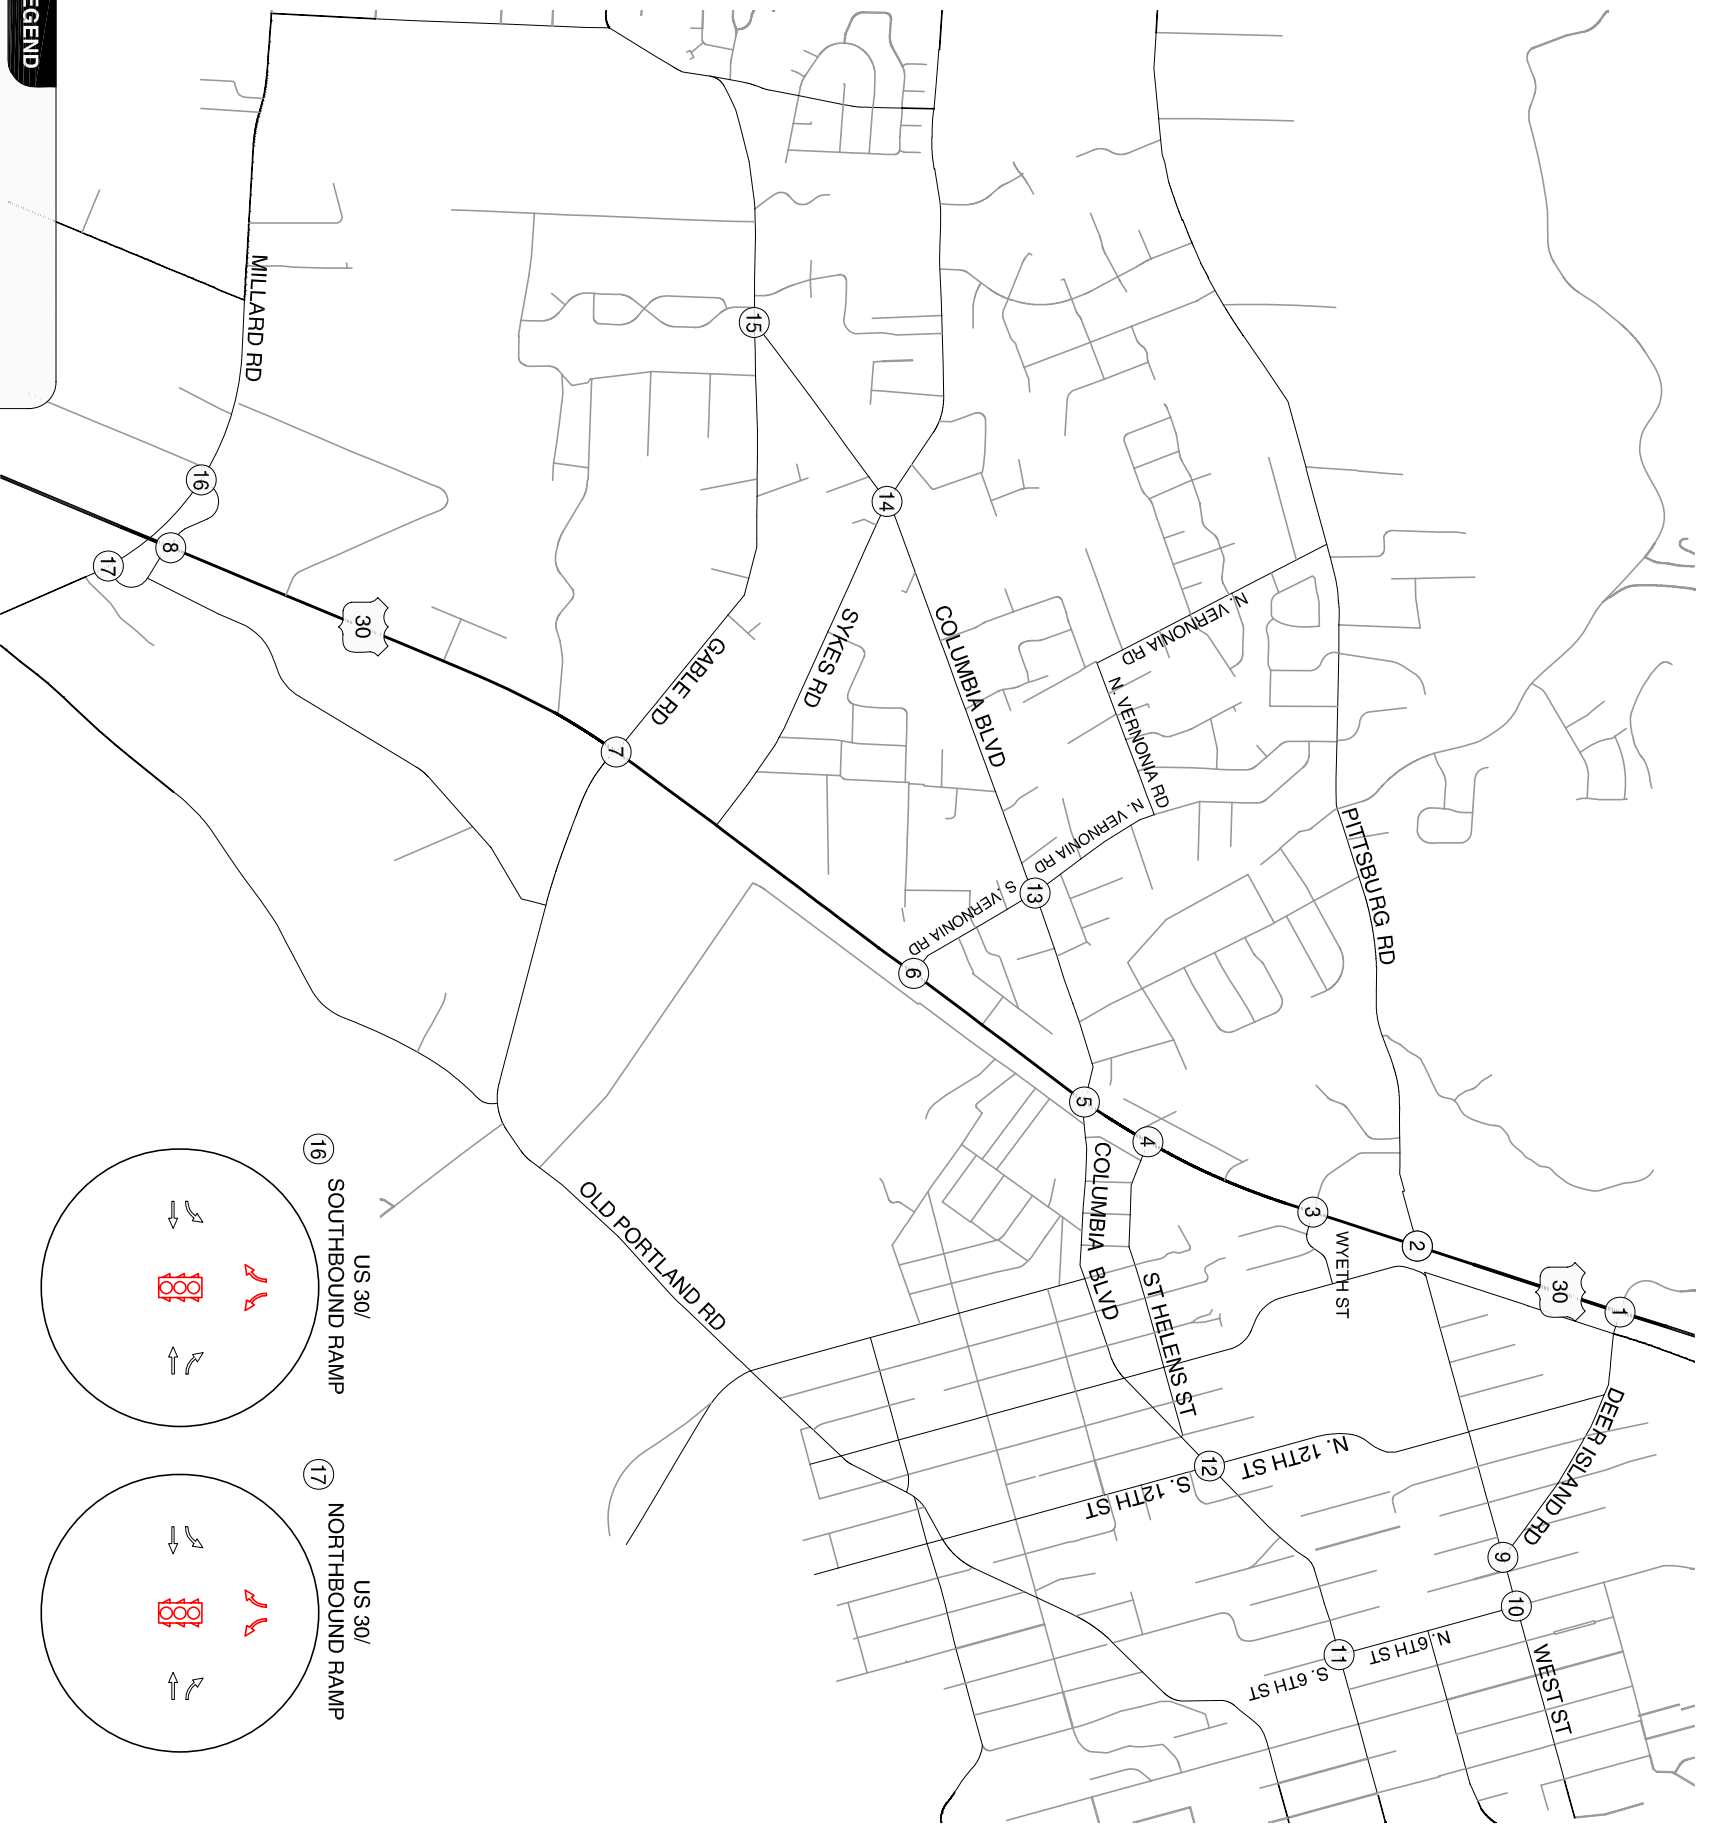 EGEND
MILLARD RD
16
8
17
30
15
14
GABLE RD
SYKES RD
COLUMBIA BLVD
N. VERNONIA RD
N. VERNONIA RD
N. VERNONIA RD
S. VERNONIA RD
PITTSBURG RD
7
13
6
5
4
3
2
1
30
WYETH ST
COLUMBIA BLVD
ST HELENS ST
DEER ISLAND RD
OLD PORTLAND RD
N. 12TH ST
S. 12TH ST
12
9
10
11
N. 6TH ST
S. 6TH ST
WEST ST
16
US 30/
SOUTHBOUND RAMP
17
US 30/
NORTHBOUND RAMP